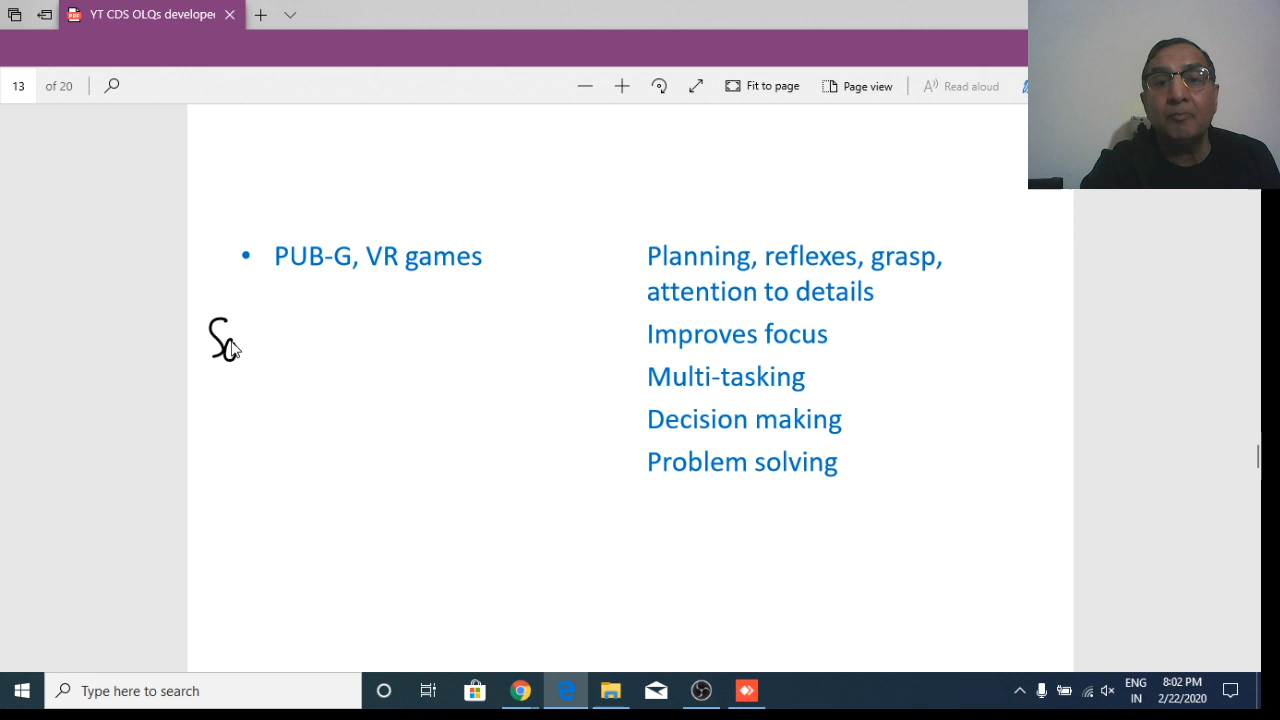 YT CDS OLQs develope
13 of 20 Fit to page Page view Read aloud
• PUB-G, VR games
Planning, reflexes, grasp,
attention to details
Improves focus
Multi-tasking
Decision making
Problem solving
So
Type here to search
ENG
IN
8:02 PM
2/22/2020